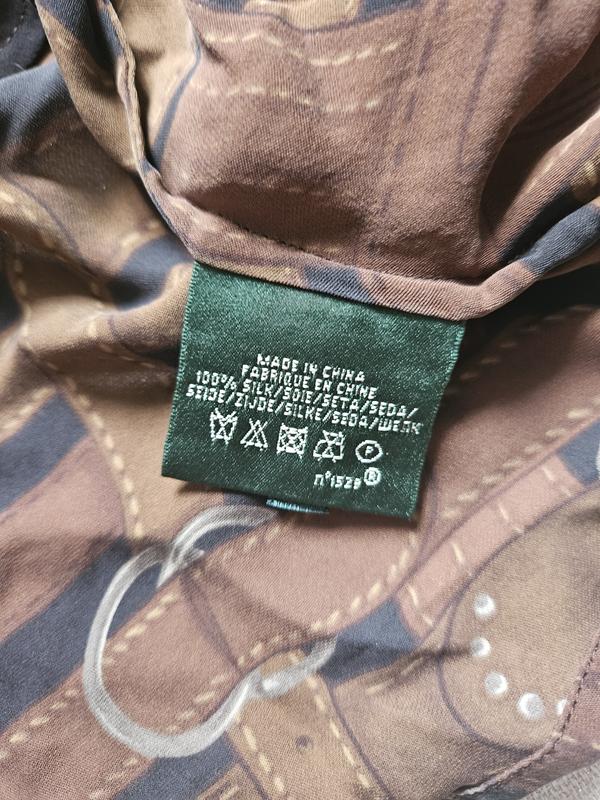 MADE IN CHINA
FABRIQUE EN CHINE
100% SILK/SOIE/SETA/SEDA/
SEIDE/ZIJDE/SILKE/SEDA/ШЕЛК
P
n°1529®